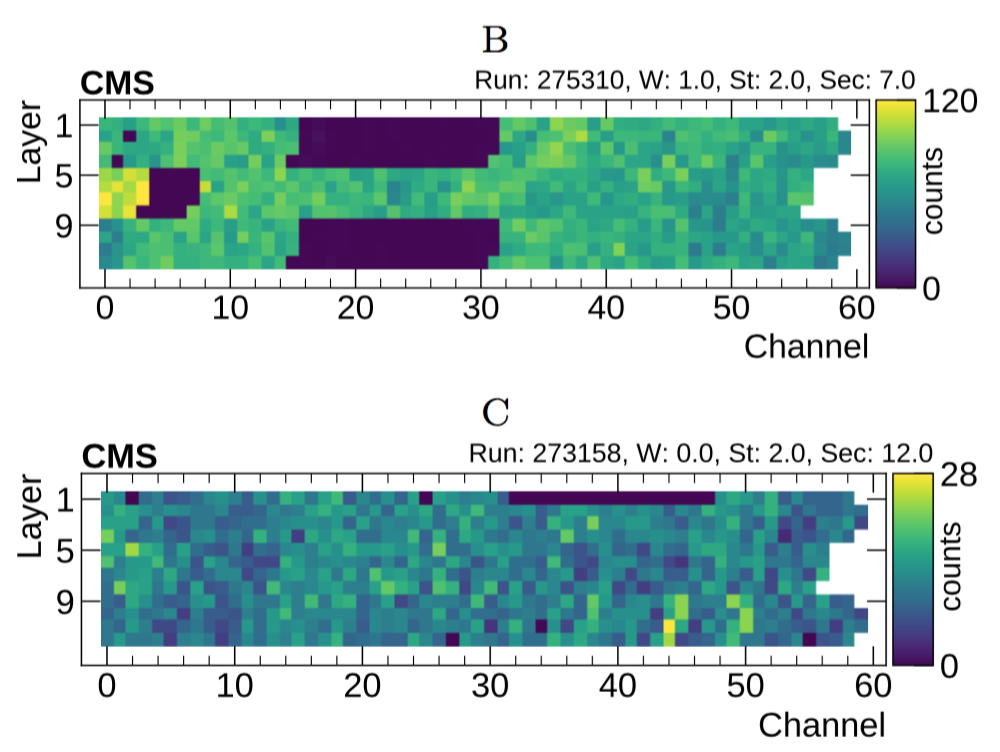 B
CMS Run: 275310, W: 1.0, St: 2.0, Sec: 7.0
Layer
1
5
9
0 10 20 30 40 50 60
Channel
120
counts
0
C
CMS Run: 273158, W: 0.0, St: 2.0, Sec: 12.0
Layer
1
5
9
0 10 20 30 40 50 60
Channel
28
counts
0